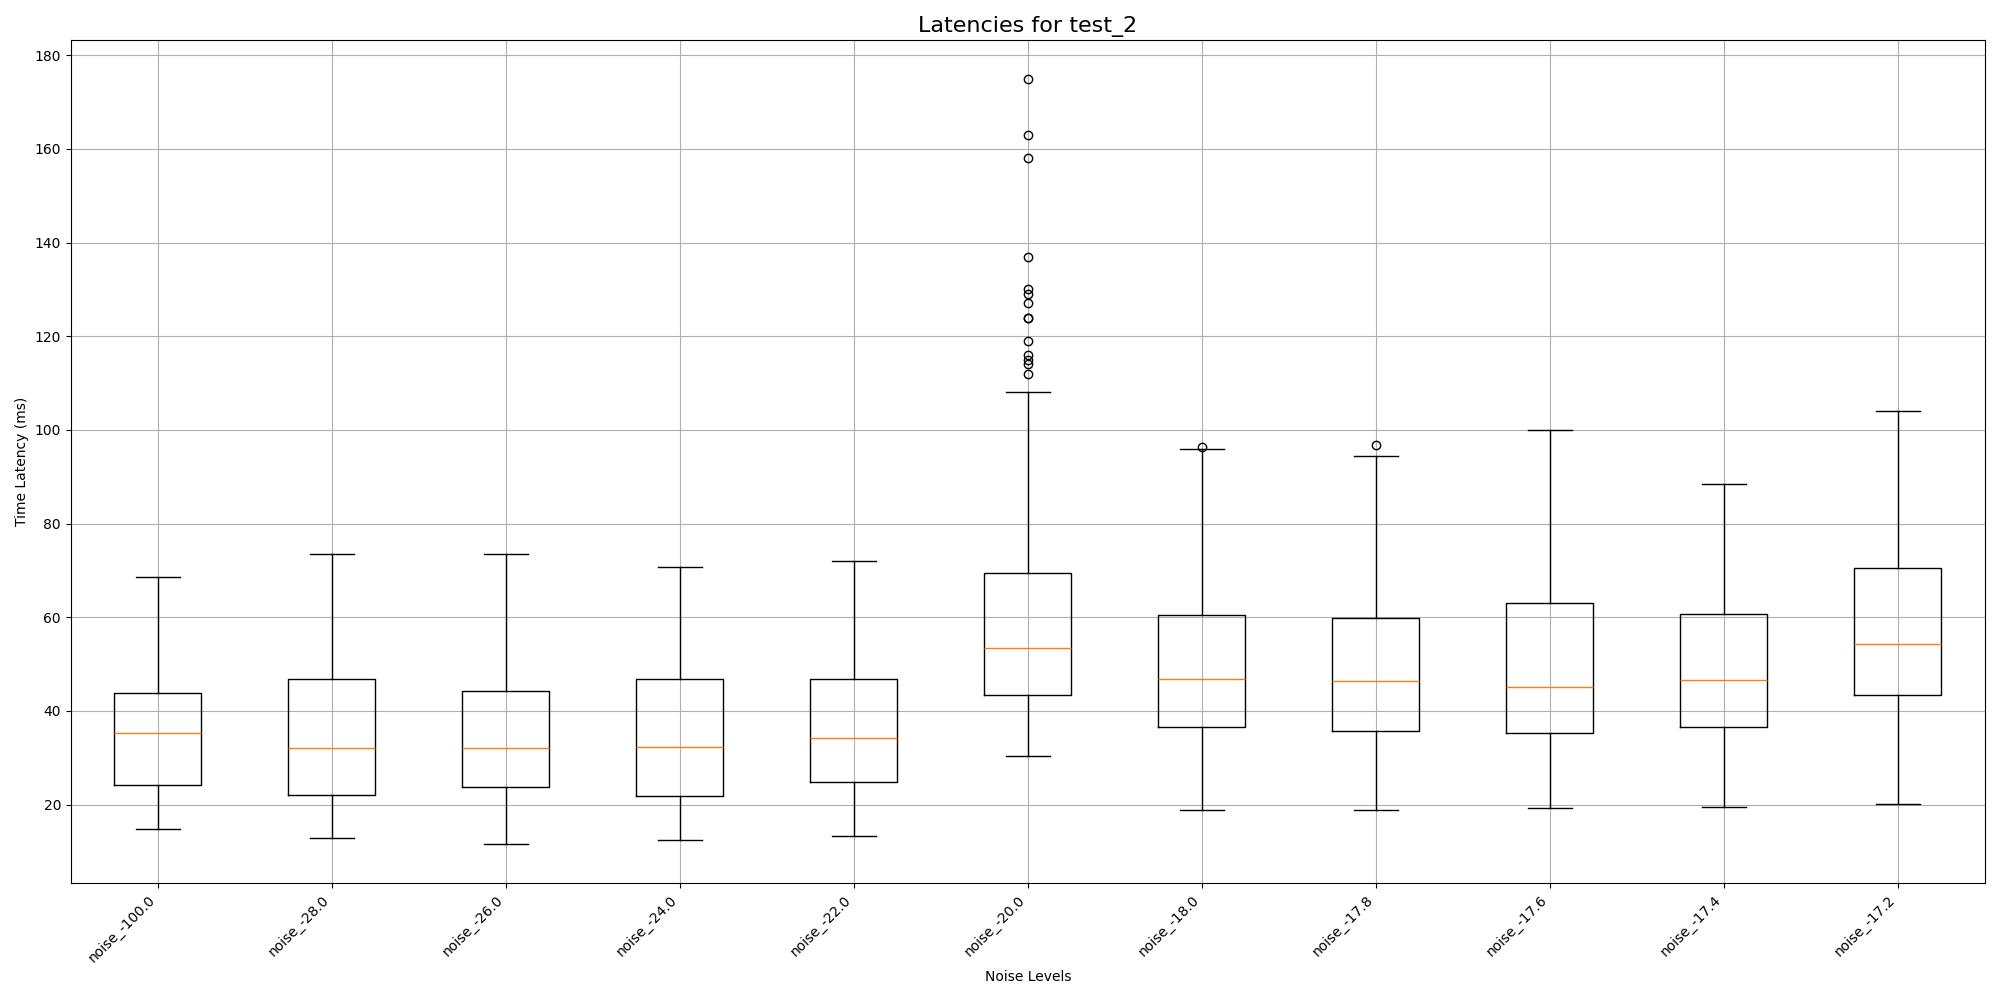 Latencies for test_2
180
160
140
120
100
80
60
40
20
Time Latency (ms)
noise_-100.0
noise_-28.0
noise_-26.0
noise_-24.0
noise_-22.0
noise_-20.0
noise_-18.0
noise_-17.8
noise_-17.6
noise_-17.4
noise_-17.2
Noise Levels